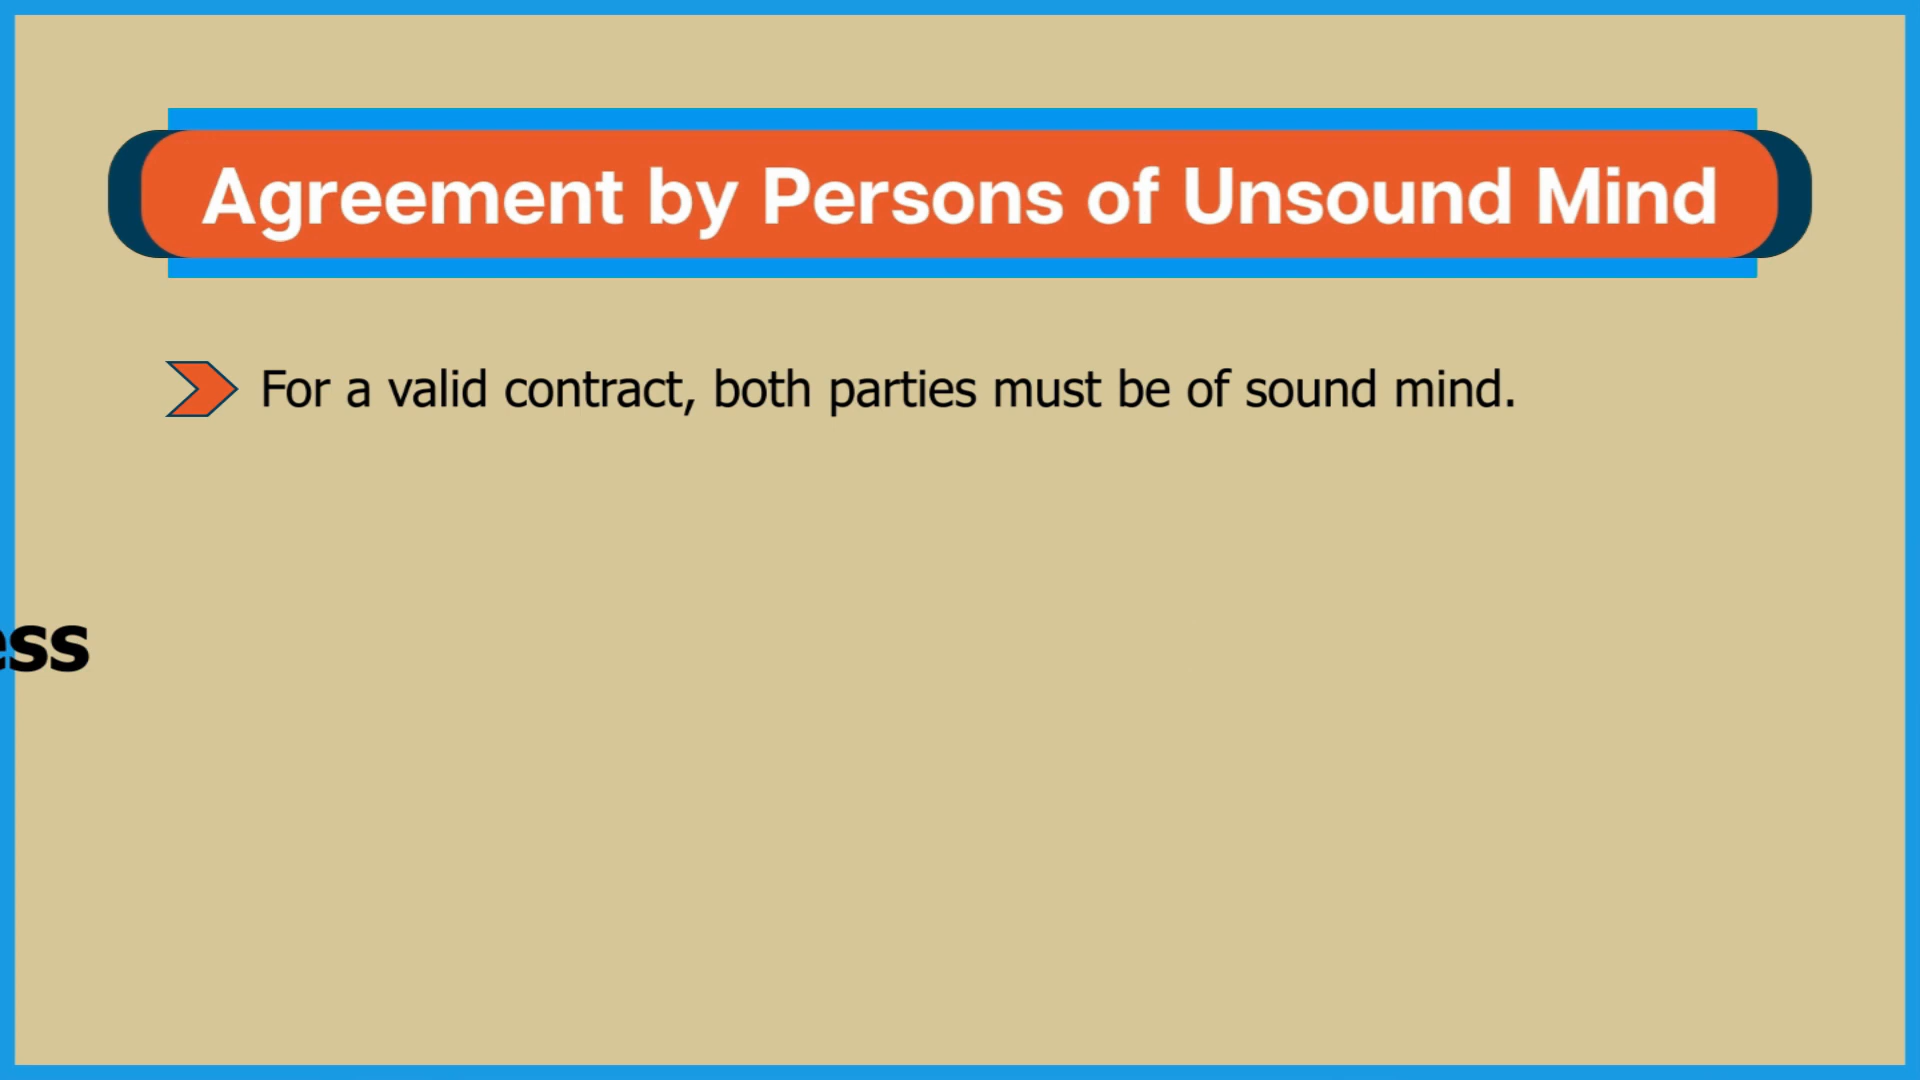 Agreement by Persons of Unsound Mind
For a valid contract, both parties must be of sound mind.
ess